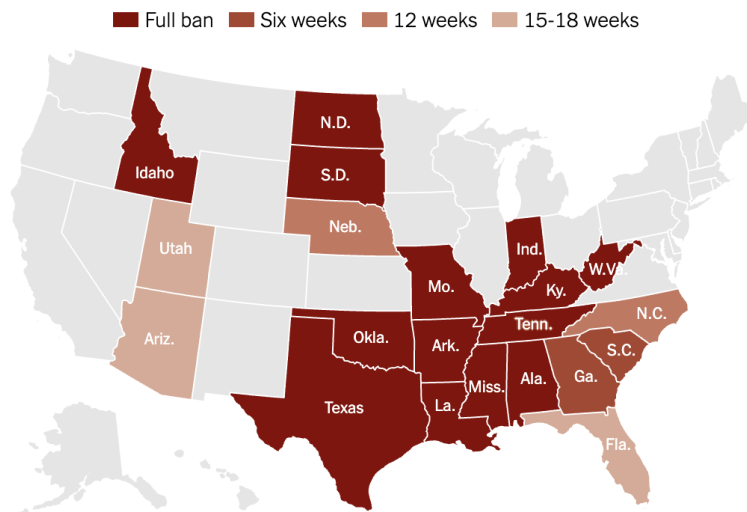 Full ban Six weeks 12 weeks 15-18 weeks
N.D.
Idaho
S.D.
Neb.
Utah
Ind.
W.Va.
Mo.
Ky.
N.C.
Tenn.
Ariz.
Okla.
Ark.
S.C.
Ga.
Miss.
Ala.
Texas
La.
Fla.